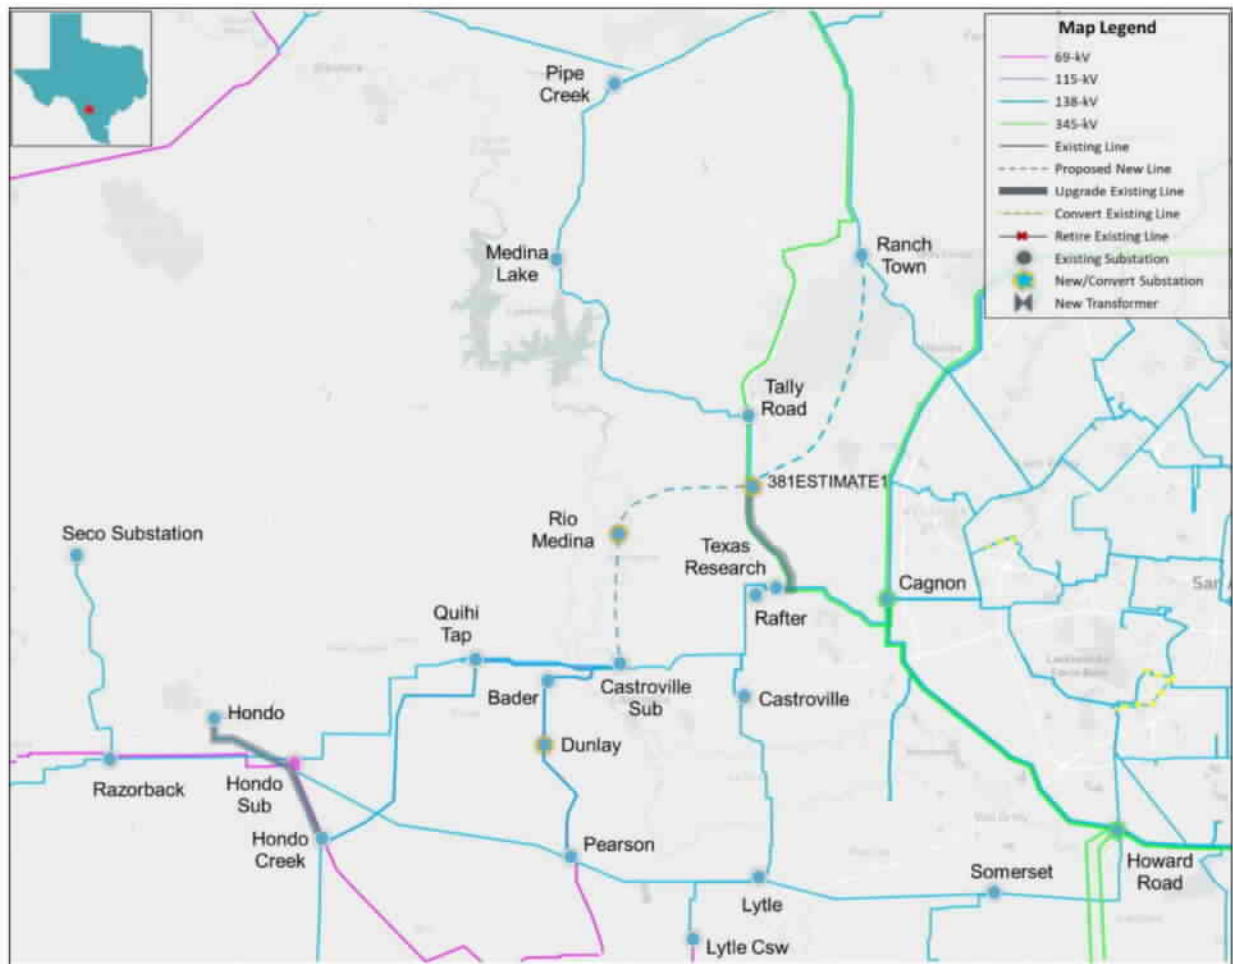 Map Legend
69-kV
115-kV
138-kV
345-kV
Existing Line
Proposed New Line
Upgrade Existing Line
Convert Existing Line
Retire Existing Line
Existing Substation
New/Convert Substation
New Transformer
Pipe
Creek
Ranch
Town
Medina
Lake
Tally
Road
381ESTIMATE1
Rio
Medina
Seco Substation
Texas
Research
Cagnon
Rafter
Quihi
Tap
Bader
Castroville
Sub
Castroville
Hondo
Dunlay
Razorback
Hondo
Sub
Hondo
Creek
Pearson
Somerset
Howard
Road
Lytle
Lytle Csw